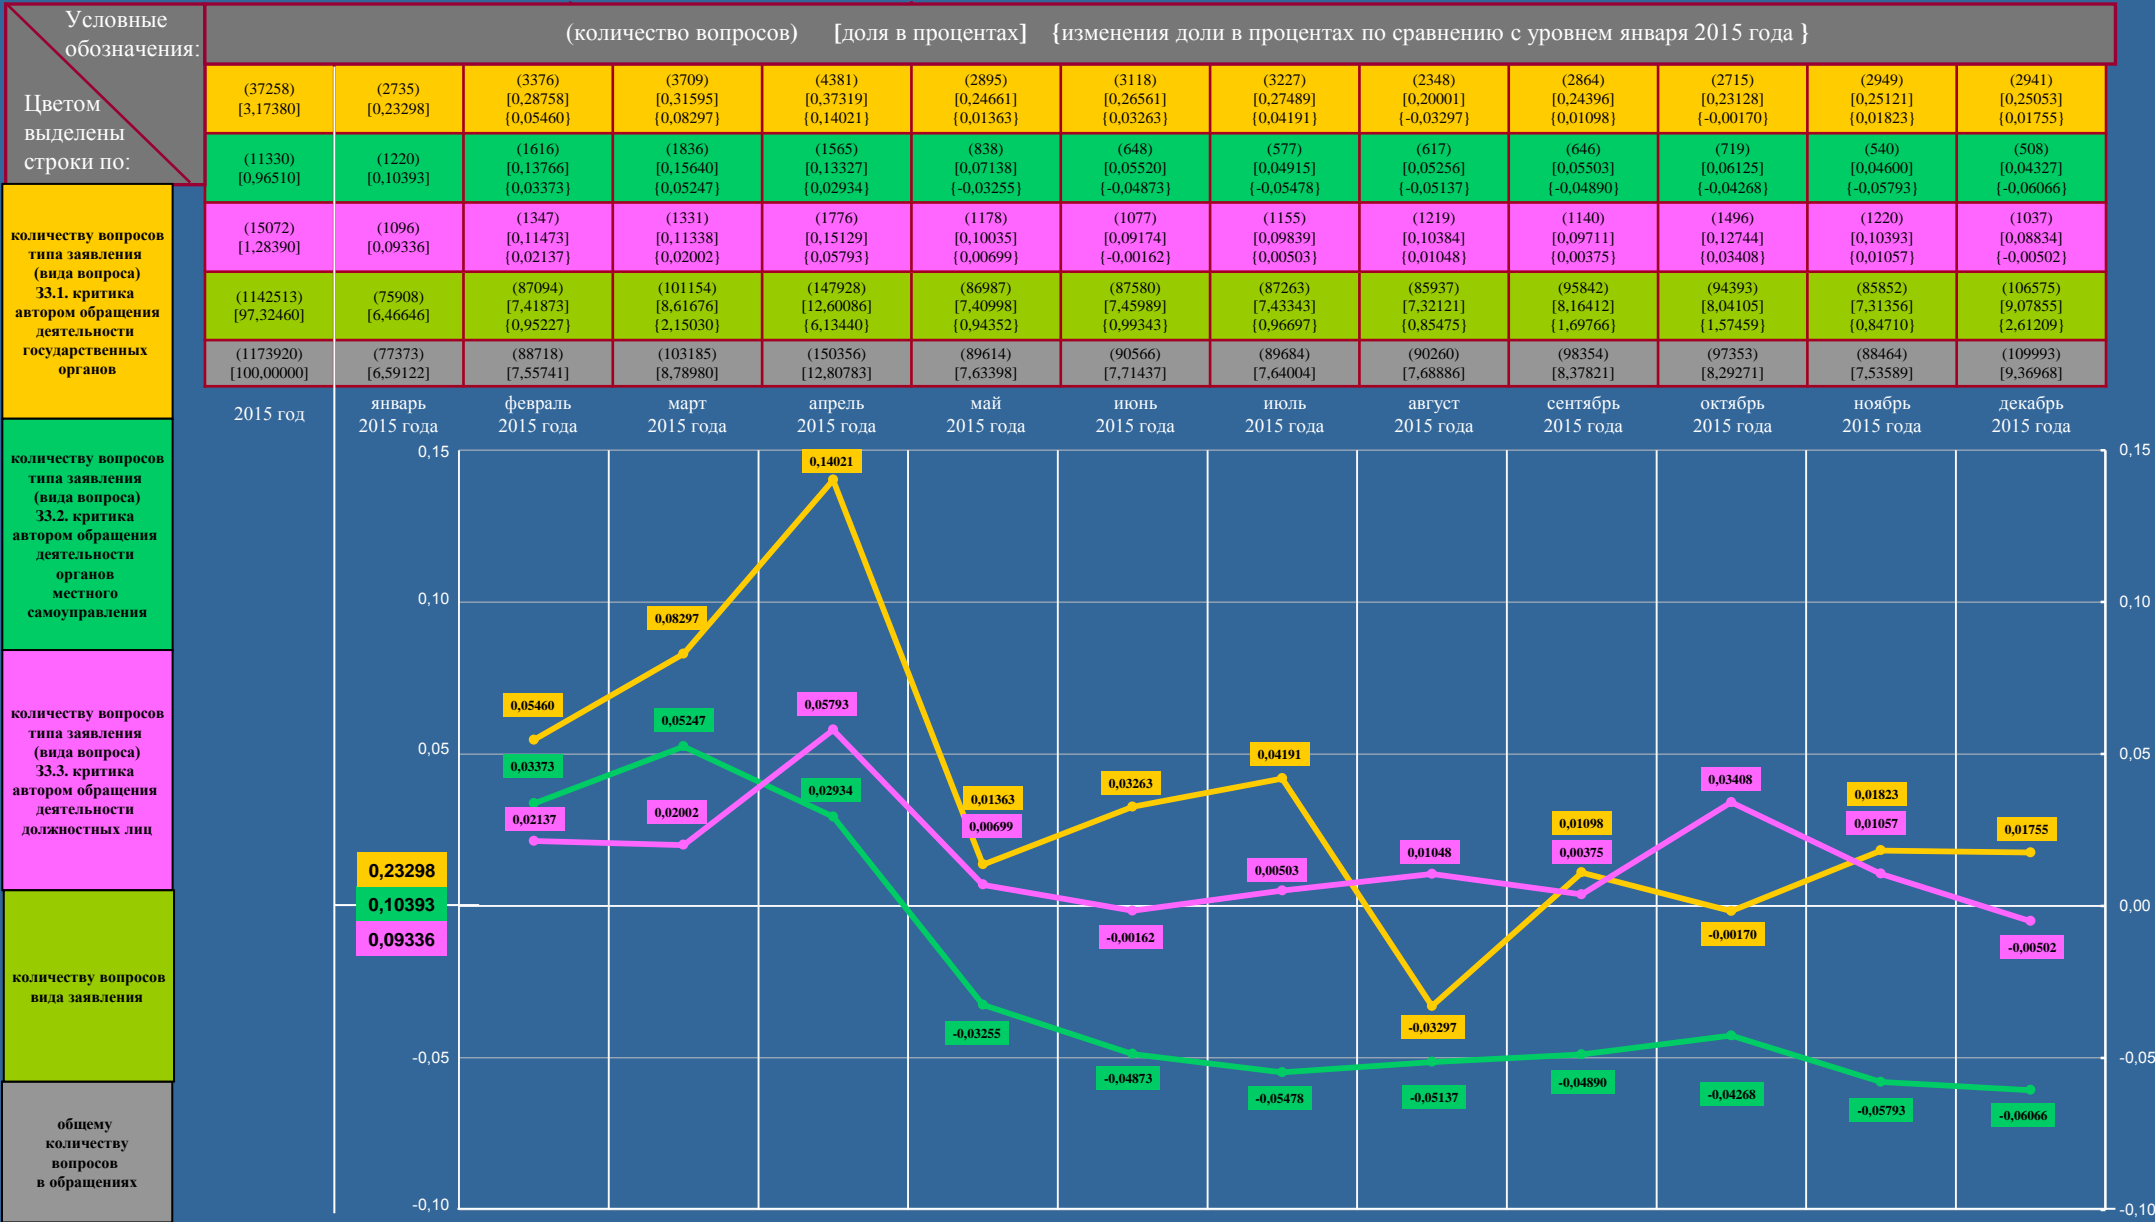 Условные
обозначения:
Цветом
выделены
строки по:
(количество вопросов) [доля в процентах] {изменения доли в процентах по сравнению с уровнем января 2015 года }
(37258) (2735) (3376) (3709) (4381) (2895) (3118) (3227) (2348) (2864) (2715) (2949) (2941)
[3,17380] [0,23298] [0,28758] [0,31595] [0,37319] [0,24661] [0,26561] [0,27489] [0,20001] [0,24396] [0,23128] [0,25121] [0,25053]
{0,05460} {0,08297} {0,14021} {0,01363} {0,03263} {0,04191} {-0,03297} {0,01098} {-0,00170} {0,01823} {0,01755}
(11330) (1220) (1616) (1836) (1565) (838) (648) (577) (617) (646) (719) (540) (508)
[0,96510] [0,10393] [0,13766] [0,15640] [0,13327] [0,07138] [0,05520] [0,04915] [0,05256] [0,05503] [0,06125] [0,04600] [0,04327]
{0,03373} {0,05247} {0,02934} {-0,03255} {-0,04873} {-0,05478} {-0,05137} {-0,04890} {-0,04268} {-0,05793} {-0,06066}
(15072) (1096) (1347) (1331) (1776) (1178) (1077) (1155) (1219) (1140) (1496) (1220) (1037)
[1,28390] [0,09336] [0,11473] [0,11338] [0,15129] [0,10035] [0,09174] [0,09839] [0,10384] [0,09711] [0,12744] [0,10393] [0,08834]
{0,02137} {0,02002} {0,05793} {0,00699} {-0,00162} {0,00503} {0,01048} {0,00375} {0,03408} {0,01057} {-0,00502}
(1142513) (75908) (87094) (101154) (147928) (86987) (87580) (87263) (85937) (95842) (94393) (85852) (106575)
[97,32460] [6,46646] [7,41873] [8,61676] [12,60086] [7,40998] [7,45989] [7,43343] [7,32121] [8,16412] [8,04105] [7,31356] [9,07855]
{0,95227} {2,15030} {6,13440} {0,94352} {0,99343} {0,96697} {0,85475} {1,69766} {1,57459} {0,84710} {2,61209}
(1173920) (77373) (88718) (103185) (150356) (89614) (90566) (89684) (90260) (98354) (97353) (88464) (109993)
[100,00000] [6,59122] [7,55741] [8,78980] [12,80783] [7,63398] [7,71437] [7,64004] [7,68886] [8,37821] [8,29271] [7,53589] [9,36968]
2015 год
январь февраль март апрель май июнь июль август сентябрь октябрь ноябрь декабрь
2015 года 2015 года 2015 года 2015 года 2015 года 2015 года 2015 года 2015 года 2015 года 2015 года 2015 года 2015 года
количеству вопросов
типа заявления
(вида вопроса)
33.1. критика
автором обращения
деятельности
государственных
органов
количеству вопросов
типа заявления
(вида вопроса)
33.2. критика
автором обращения
деятельности
органов
местного
самоуправления
количеству вопросов
типа заявления
(вида вопроса)
33.3. критика
автором обращения
деятельности
должностных лиц
количеству вопросов
вида заявления
общему
количеству
вопросов
в обращениях
0,15
0,10
0,05
-0,05
-0,10
0,23298
0,10393
0,09336
0,05460
0,08297
0,14021
0,01363
0,03263
0,04191
-0,03297
0,01098
-0,00170
0,01823
0,01755
0,03373
0,05247
0,02934
-0,03255
-0,04873
-0,05478
-0,05137
-0,04890
-0,04268
-0,05793
-0,06066
0,02137
0,02002
0,05793
0,00699
-0,00162
0,00503
0,01048
0,00375
0,03408
0,01057
-0,00502
0,15
0,10
0,05
0,00
-0,05
-0,10